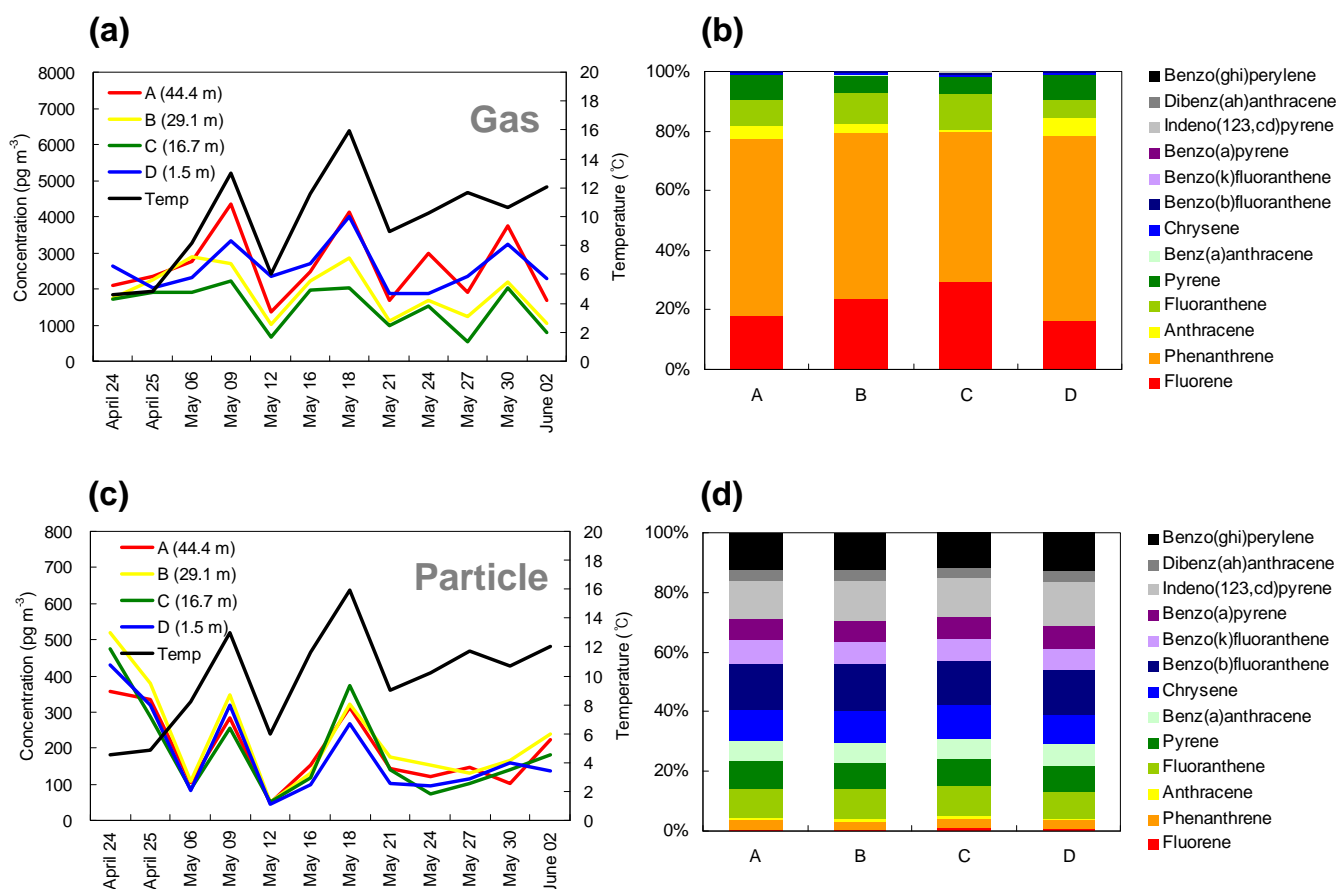 (a)
8000
7000
6000
5000
4000
3000
2000
1000
0
Concentration (pg m-3)
A (44.4 m)
B (29.1 m)
C (16.7 m)
D (1.5 m)
Temp
Gas
20
18
16
14
12
10
8
6
4
2
0
Temperature (℃)
April 24
April 25
May 06
May 09
May 12
May 16
May 18
May 21
May 24
May 27
May 30
June 02
(b)
100%
80%
60%
40%
20%
0%
A
B
C
D
Benzo(ghi)perylene
Dibenz(ah)anthracene
Indeno(123,cd)pyrene
Benzo(a)pyrene
Benzo(k)fluoranthene
Benzo(b)fluoranthene
Chrysene
Benz(a)anthracene
Pyrene
Fluoranthene
Anthracene
Phenanthrene
Fluorene
(c)
800
700
600
500
400
300
200
100
0
Concentration (pg m-3)
A (44.4 m)
B (29.1 m)
C (16.7 m)
D (1.5 m)
Temp
Particle
20
18
16
14
12
10
8
6
4
2
0
Temperature (℃)
April 24
April 25
May 06
May 09
May 12
May 16
May 18
May 21
May 24
May 27
May 30
June 02
(d)
100%
80%
60%
40%
20%
0%
A
B
C
D
Benzo(ghi)perylene
Dibenz(ah)anthracene
Indeno(123,cd)pyrene
Benzo(a)pyrene
Benzo(k)fluoranthene
Benzo(b)fluoranthene
Chrysene
Benz(a)anthracene
Pyrene
Fluoranthene
Anthracene
Phenanthrene
Fluorene